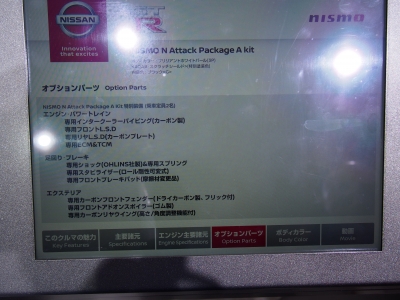 NISSAN
Innovation
that excites
nismo
NISMO N Attack Package A kit
オプションパーツ Option Parts
NISMO N Attack Package A Kit 特別装備
エンジン パワートレイン
専用インタークーラーパイピング(カーボン製)
専用フロントL.S.D
専用リヤL.S.D(カーボンプレート)
専用ECM&TCM
足廻り ブレーキ
専用ショック(OHLINS社製)&専用スプリング
専用スタビライザー(ロール剛性可変式)
専用フロントブレーキパッド(摩擦材変更品)
エクステリア
専用カーボンフロントフェンダー(ドライカーボン製、フリック付)
専用フロントアドオンスポイラー(ゴム製)
専用カーボンリヤウイング(高さ/角度調整機能付)
このクルマの魅力 主要諸元 エンジン主要諸元 オプションパーツ ボディカラー 動画
Key Features Specifications Engine specifications Option Parts Body Color Movie